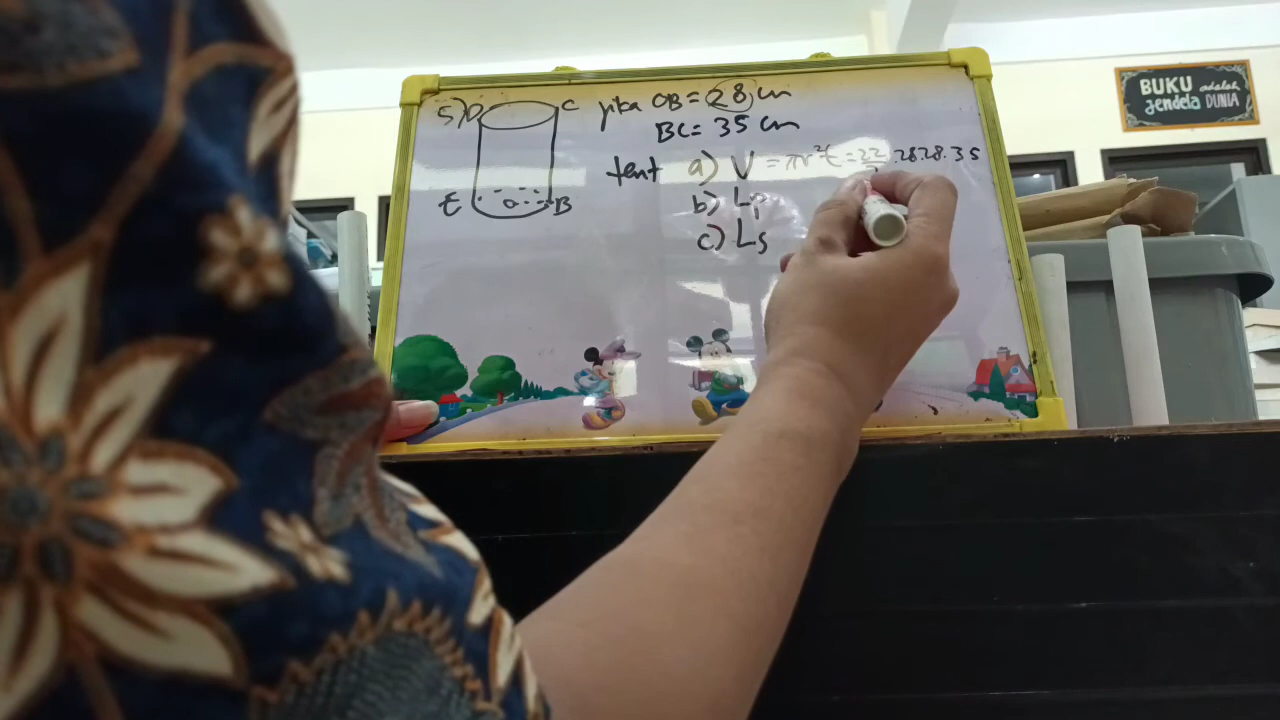 5) D C jika OB = 28 cm
BC = 35 cm
tent a) V = πr²t = 22/7 .28.28.35
E O B b) Lp
c) Ls
BUKU adalah
jendela DUNIA